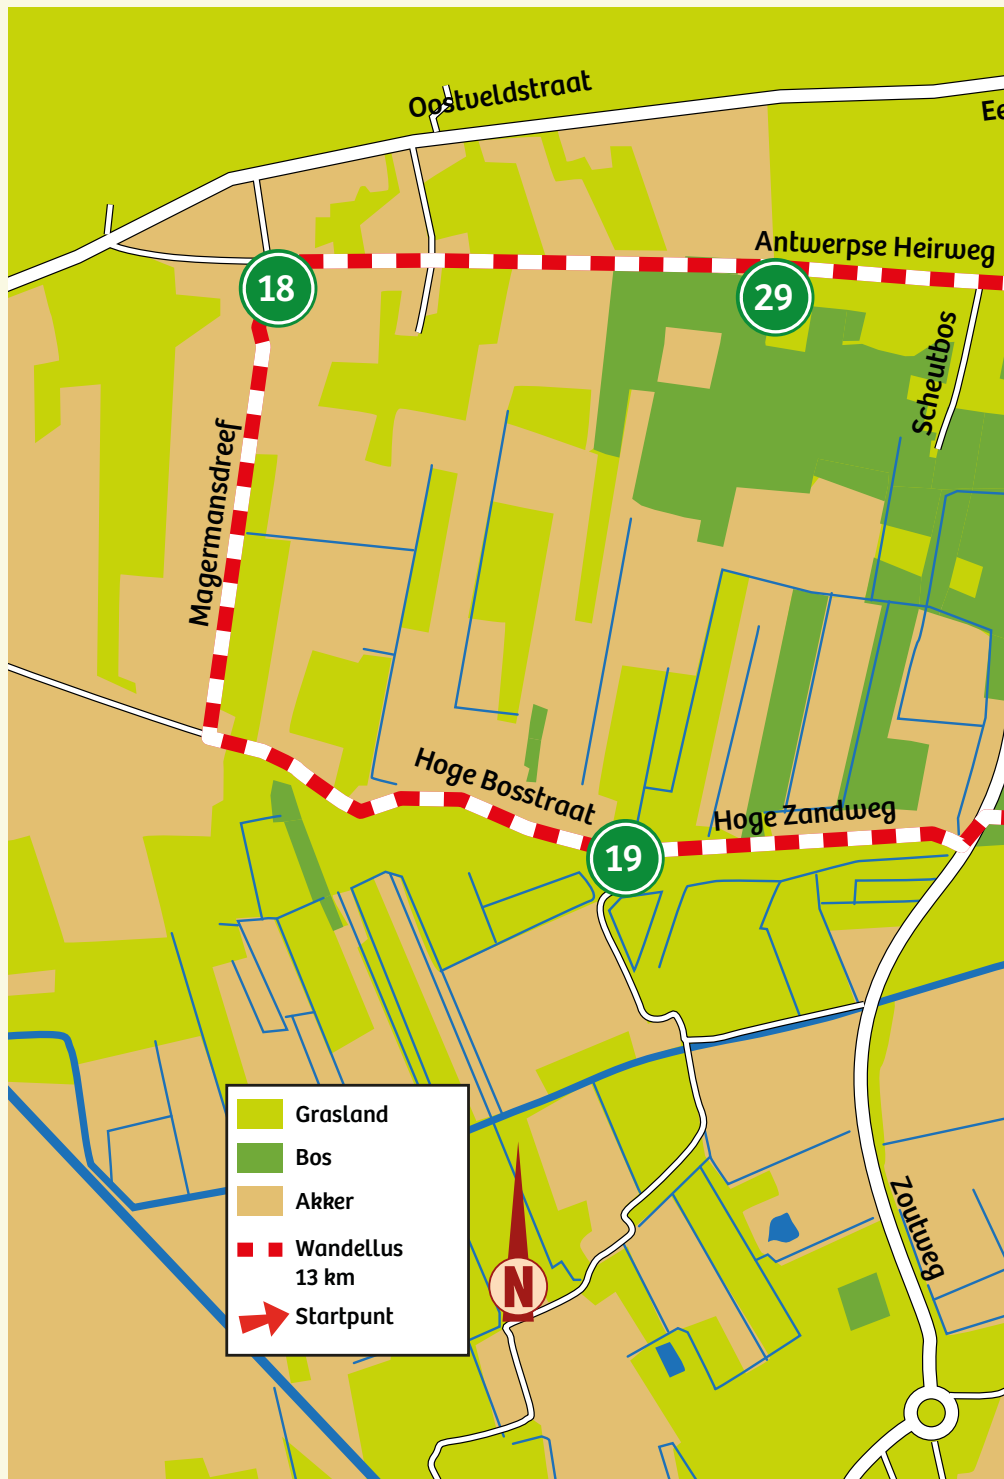 Oostveldstraat
Ee
Antwerpse Heirweg
18
29
Scheutbos
Magermansdreef
Hoge Bosstraat
Hoge Zandweg
19
Grasland
Bos
Akker
Wandellus
13 km
Startpunt
N
Zoutweg